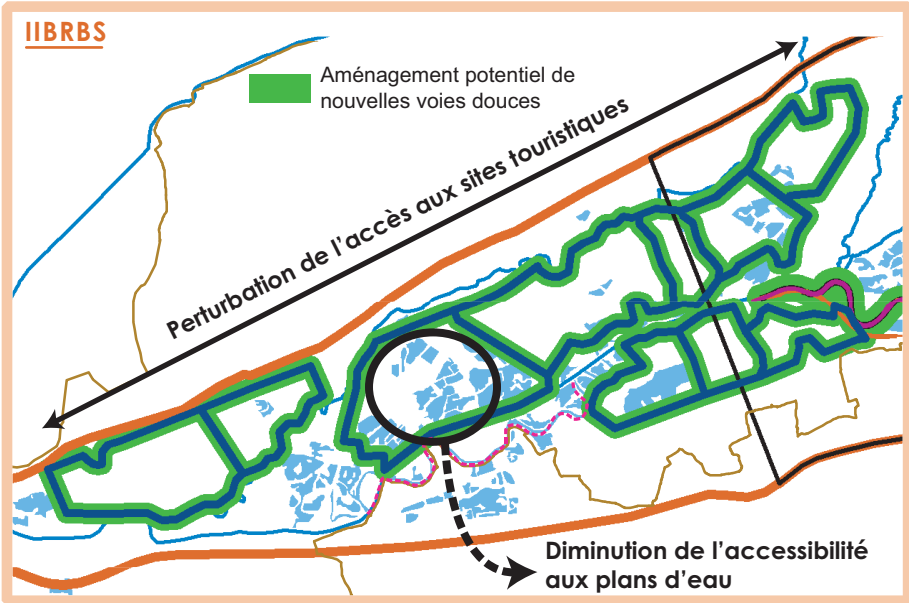 IIBRBS
Aménagement potentiel de
nouvelles voies douces
Perturbation de l'accès aux sites touristiques
Diminution de l'accessibilité
aux plans d'eau